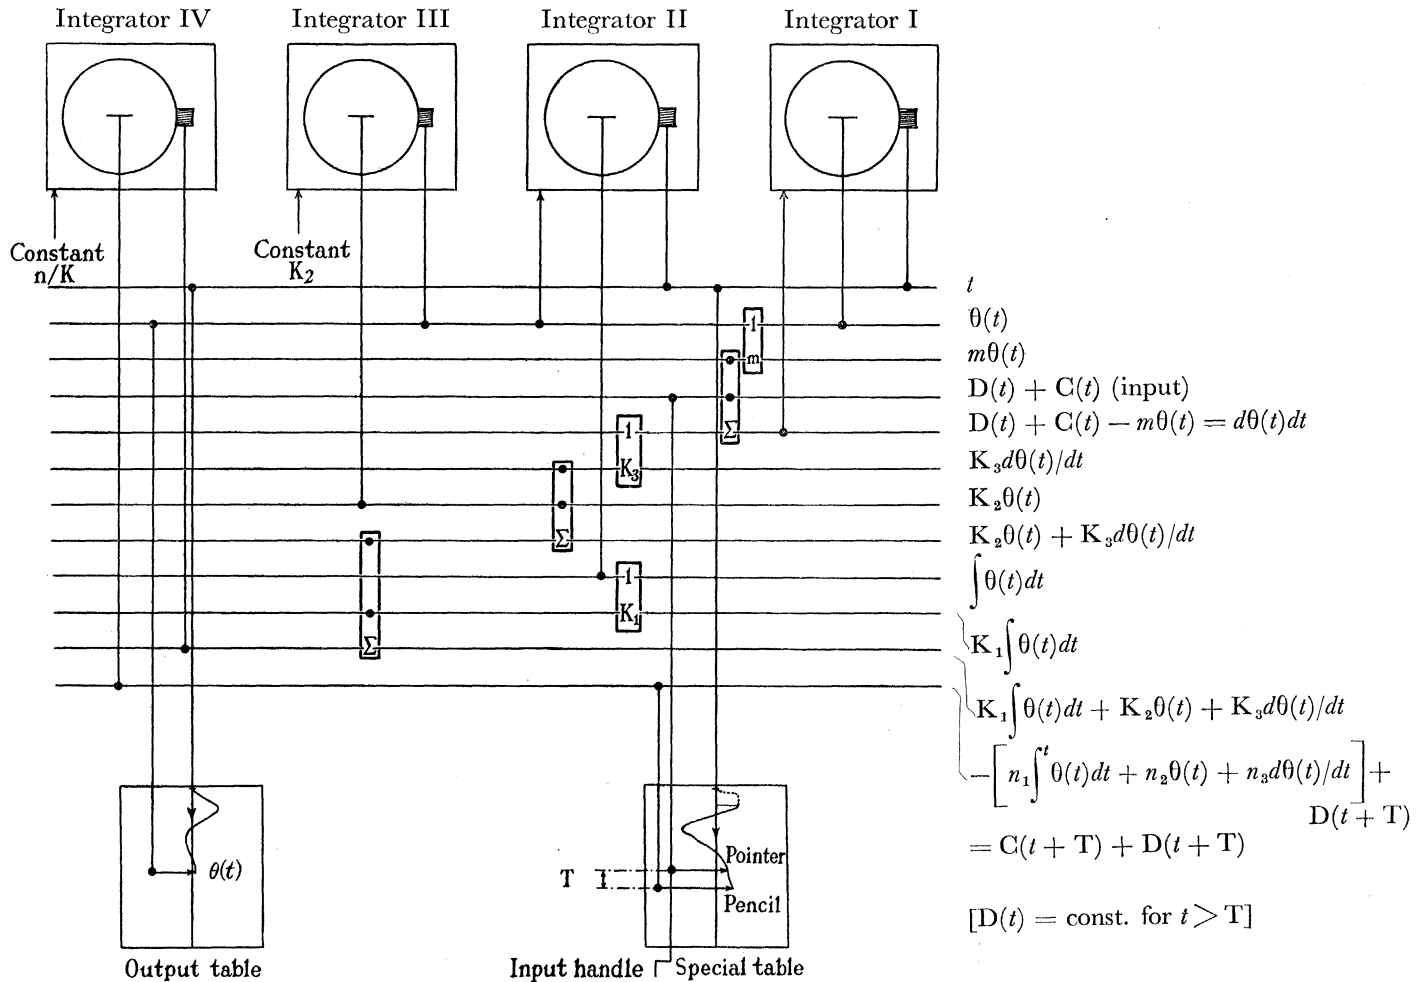 Integrator IV Integrator III Integrator II Integrator I
Constant
n/K
Constant
K₂
t
θ(t)
1
mθ(t)
m
D(t) + C(t) (input)
D(t) + C(t) − mθ(t) = dθ(t)dt
1
Σ
K₃dθ(t)/dt
K₃
K₂θ(t)
K₂θ(t) + K₃dθ(t)/dt
Σ
∫θ(t)dt
1
K₁
K₁∫θ(t)dt
Σ
K₁∫θ(t)dt + K₂θ(t) + K₃dθ(t)/dt
−[n₁∫ᵗθ(t)dt + n₂θ(t) + n₃dθ(t)/dt] +
D(t + T)
= C(t + T) + D(t + T)
[D(t) = const. for t > T]
θ(t)
T
Pointer
Pencil
Output table
Input handle
Special table